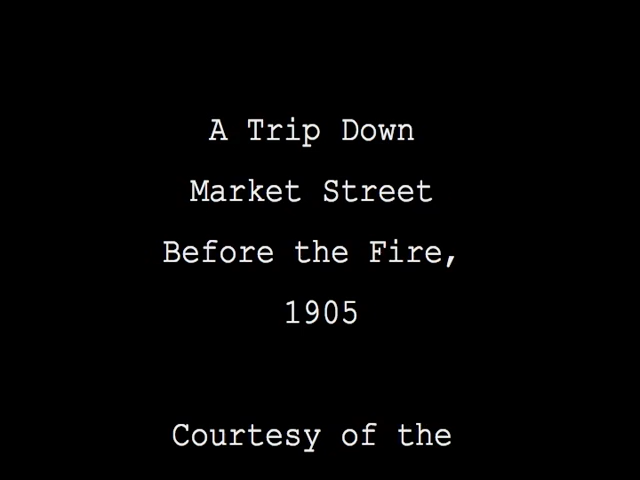 A Trip Down
Market Street
Before the Fire,
1905
Courtesy of the